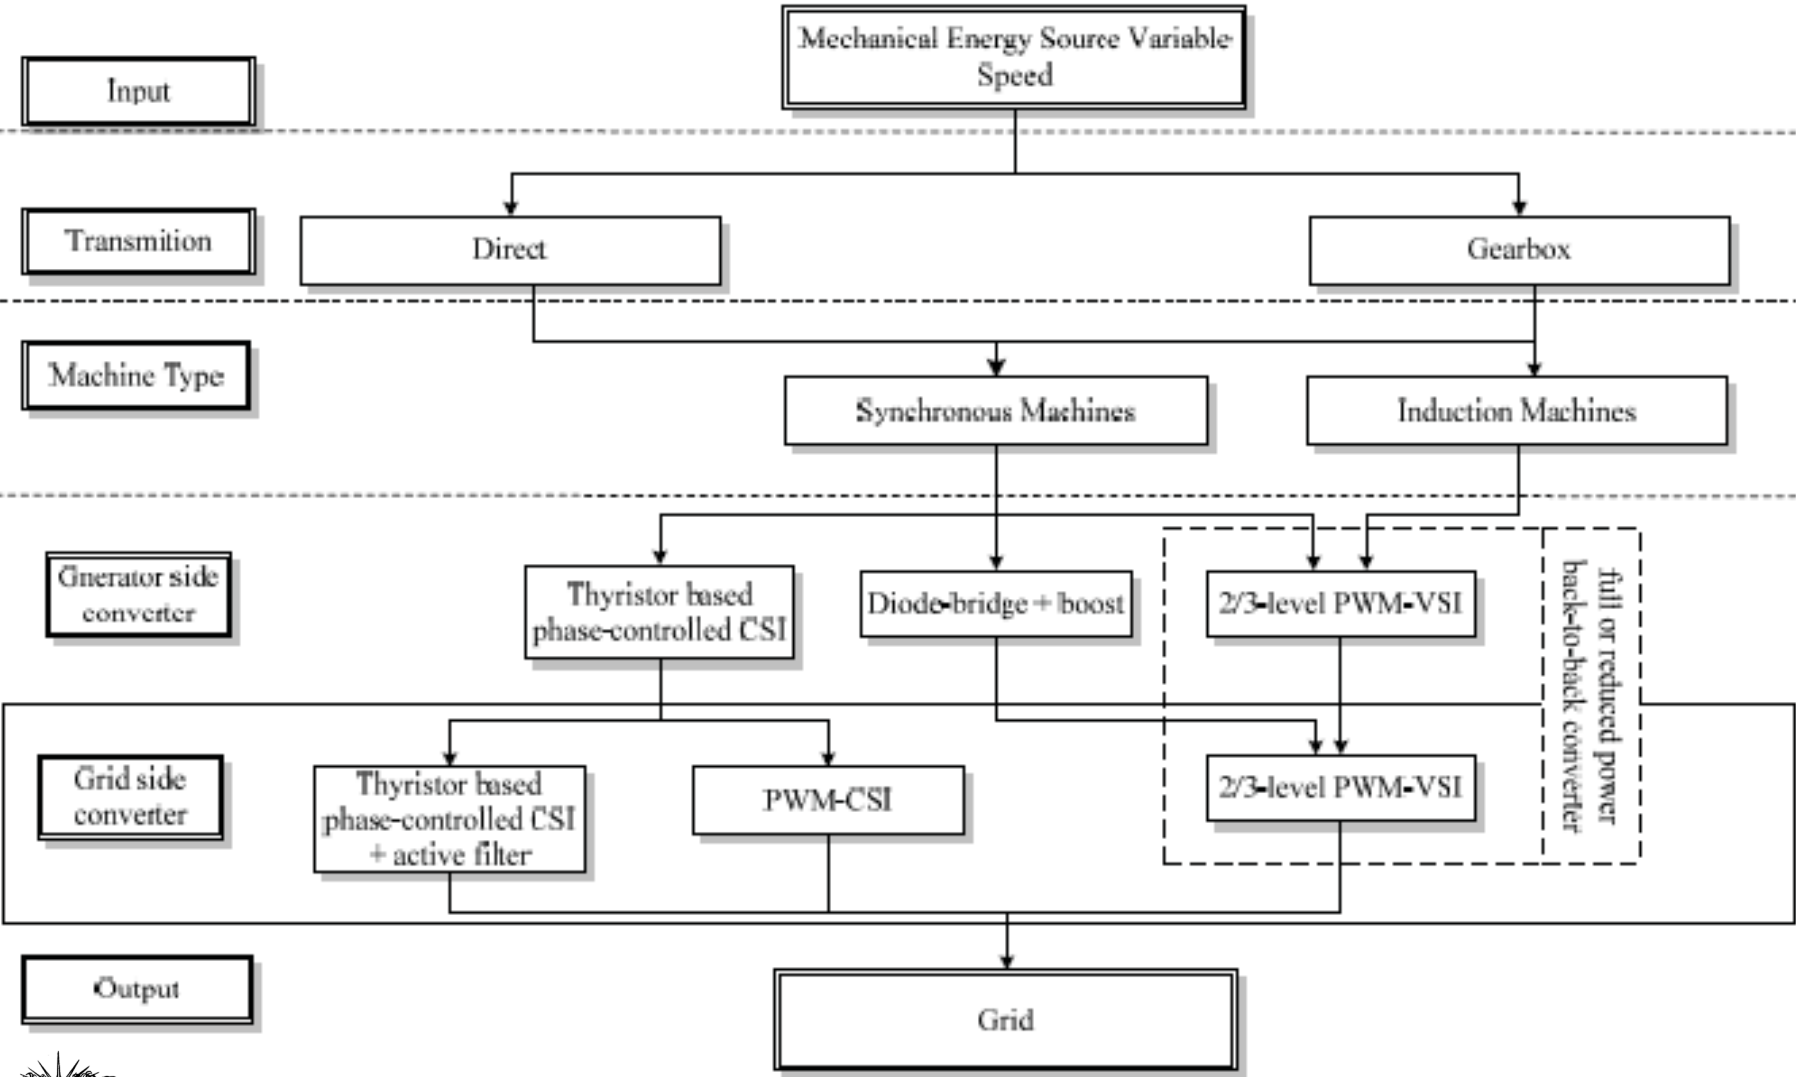 Mechanical Energy Source Variable
Speed
Input
Transmition
Direct
Gearbox
Machine Type
Synchronous Machines
Induction Machines
Gnerator side
converter
Thyristor based
phase-controlled CSI
Diode-bridge + boost
2/3-level PWM-VSI
full or reduced power
back-to-back converter
Grid side
converter
Thyristor based
phase-controlled CSI
+ active filter
PWM-CSI
2/3-level PWM-VSI
Output
Grid